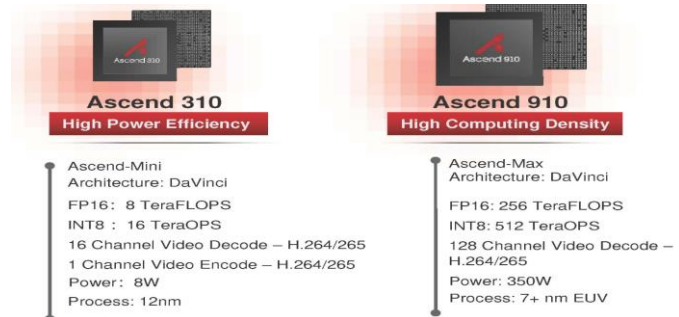 Ascend 910
Ascend 310
High Power Efficiency
Ascend-Mini
Architecture: DaVinci
FP16: 8 TeraFLOPS
INT8 : 16 TeraOPS
16 Channel Video Decode – H.264/265
1 Channel Video Encode – H.264/265
Power: 8W
Process: 12nm
Ascend 910
Ascend 910
High Computing Density
Ascend-Max
Architecture: DaVinci
FP16: 256 TeraFLOPS
INT8: 512 TeraOPS
128 Channel Video Decode –
H.264/265
Power: 350W
Process: 7+ nm EUV